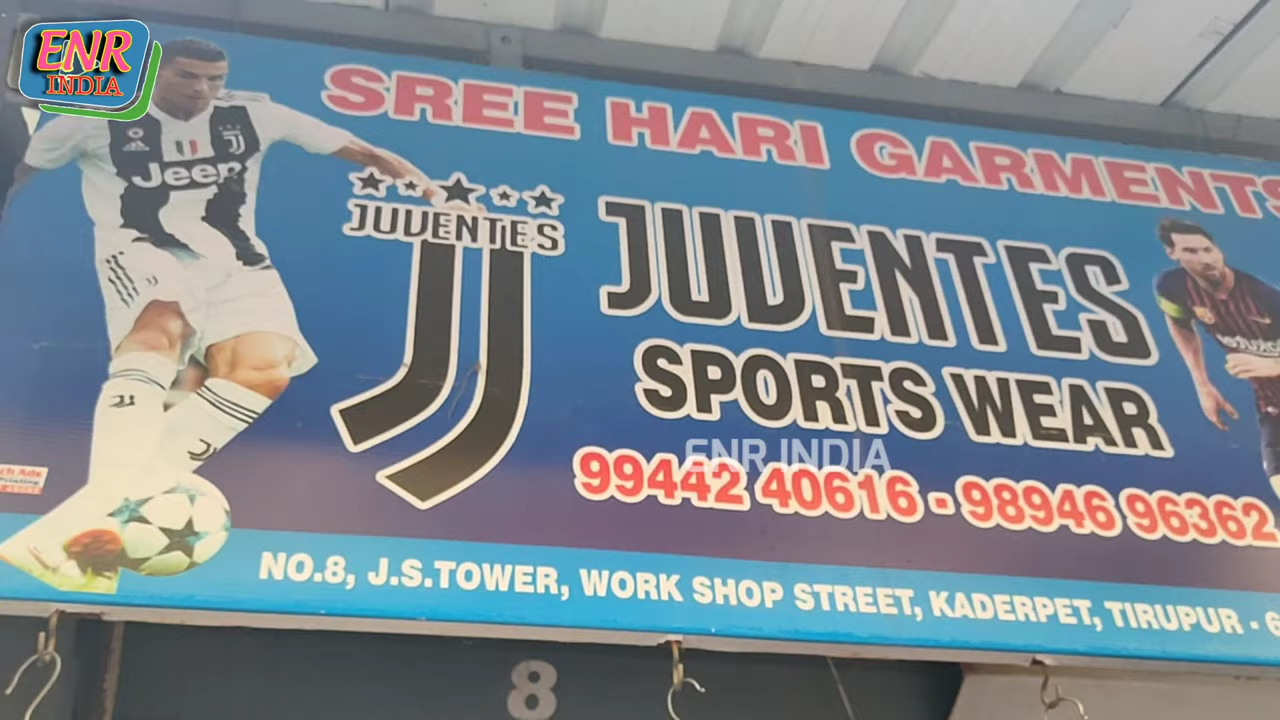 ENR
INDIA
SREE HARI GARMENTS
Jeep
JUVENTES
JUVENTES
SPORTS WEAR
ENR INDIA
99442 40616 - 98946 96362
NO.8, J.S.TOWER, WORK SHOP STREET, KADERPET, TIRUPUR - 6
8